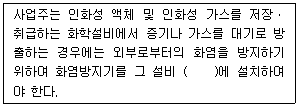 사업주는 인화성 액체 및 인화성 가스를 저장·
취급하는 화학설비에서 증기나 가스를 대기로 방
출하는 경우에는 외부로부터의 화염을 방지하기
위하여 화염방지기를 그 설비 (    )에 설치하여
야 한다.